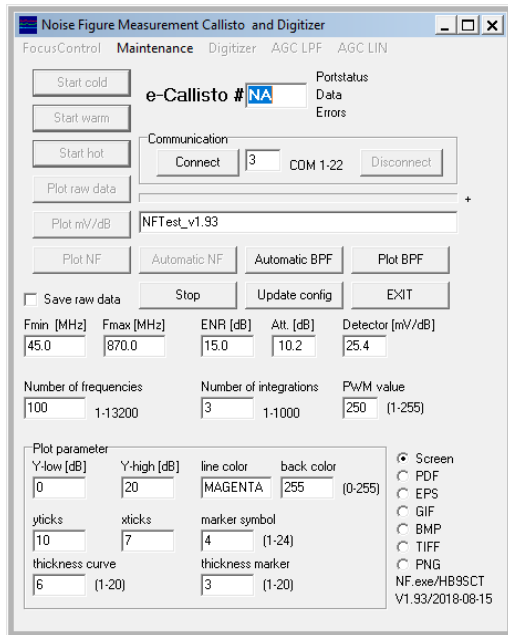 Noise Figure Measurement Callisto and Digitizer
FocusControl Maintenance Digitizer AGC LPF AGC LIN
Start cold
Start warm
Start hot
Plot raw data
Plot mV/dB
Plot NF
e-Callisto # NA
Portstatus
Data
Errors
Communication
Connect 3 COM 1-22 Disconnect
+
NFTest_v1.93
Automatic NF Automatic BPF Plot BPF
Save raw data Stop Update config EXIT
Fmin [MHz] Fmax [MHz] ENR [dB] Att. [dB] Detector [mV/dB]
45.0 870.0 15.0 10.2 25.4
Number of frequencies Number of integrations PWM value
100 1-13200 3 1-1000 250 (1-255)
Plot parameter
Y-low [dB] Y-high [dB] line color back color
0 20 MAGENTA 255 (0-255)
yticks xticks marker symbol
10 7 4 (1-24)
thickness curve thickness marker
6 (1-20) 3 (1-20)
Screen
PDF
EPS
GIF
BMP
TIFF
PNG
NF.exe/HB9SCT
V1.93/2018-08-15